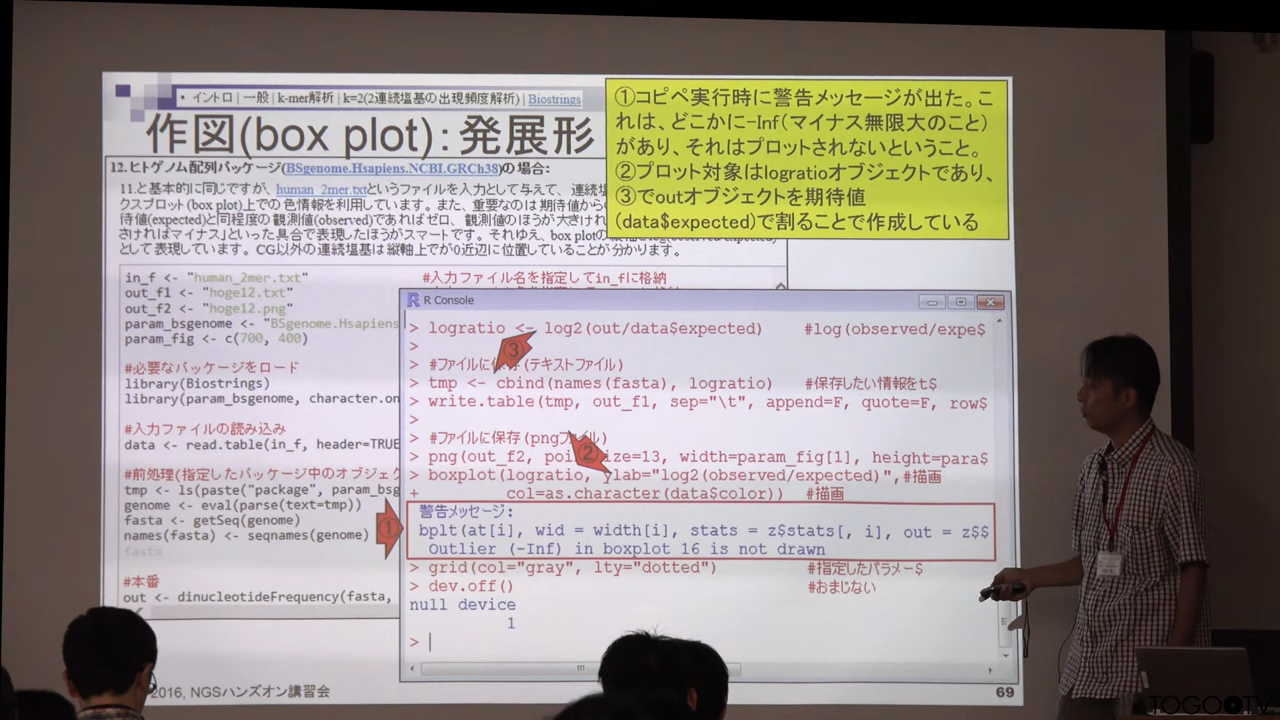 ・イントロ | 一般 | k-mer解析 | k=2(2連続塩基の出現頻度解析) | Biostrings
作図(box plot)：発展形
12. ヒトゲノム配列パッケージ(BSgenome.Hsapiens.NCBI.GRCh38)の場合:
11.と基本的に同じですが、human_2mer.txtというファイルを入力として与えて、連続塩
クスプロット(box plot)上での色情報を利用しています。また、重要なのは期待値から
待値(expected)と同程度の観測値(observed)であればゼロ、観測値のほうが大きけれ
さければマイナス」といった具合で表現したほうがスマートです。それゆえ、box plotの
として表現しています。CG以外の連続塩基は縦軸上でが0近辺に位置していることが分かります。
in_f <- "human_2mer.txt" #入力ファイル名を指定してin_fに格納
out_f1 <- "hoge12.txt"
out_f2 <- "hoge12.png"
param_bsgenome <- "BSgenome.Hsapiens
param_fig <- c(700, 400)
#必要なパッケージをロード
library(Biostrings)
library(param_bsgenome, character.on
#入力ファイルの読み込み
data <- read.table(in_f, header=TRUE
#前処理(指定したパッケージ中のオブジェク
tmp <- ls(paste("package", param_bsg
genome <- eval(parse(text=tmp))
fasta <- getSeq(genome)
names(fasta) <- seqnames(genome)
fasta
#本番
out <- dinucleotideFrequency(fasta,
①コピペ実行時に警告メッセージが出た。こ
れは、どこかに-Inf（マイナス無限大のこと）
があり、それはプロットされないということ。
②プロット対象はlogratioオブジェクトであり、
③でoutオブジェクトを期待値
(data$expected)で割ることで作成している
R Console
> logratio <- log2(out/data$expected) #log(observed/expe$
>
> #ファイルに保存(テキストファイル)
> tmp <- cbind(names(fasta), logratio) #保存したい情報をt$
> write.table(tmp, out_f1, sep="\t", append=F, quote=F, row$
>
> #ファイルに保存(pngファイル)
> png(out_f2, pointsize=13, width=param_fig[1], height=para$
> boxplot(logratio, ylab="log2(observed/expected)",#描画
+ col=as.character(data$color)) #描画
警告メッセージ:
bplt(at[i], wid = width[i], stats = z$stats[, i], out = z$$
Outlier (-Inf) in boxplot 16 is not drawn
> grid(col="gray", lty="dotted") #指定したパラメー$
> dev.off() #おまじない
null device
1
>
③
②
①
2016, NGSハンズオン講習会
69
TOGOTV